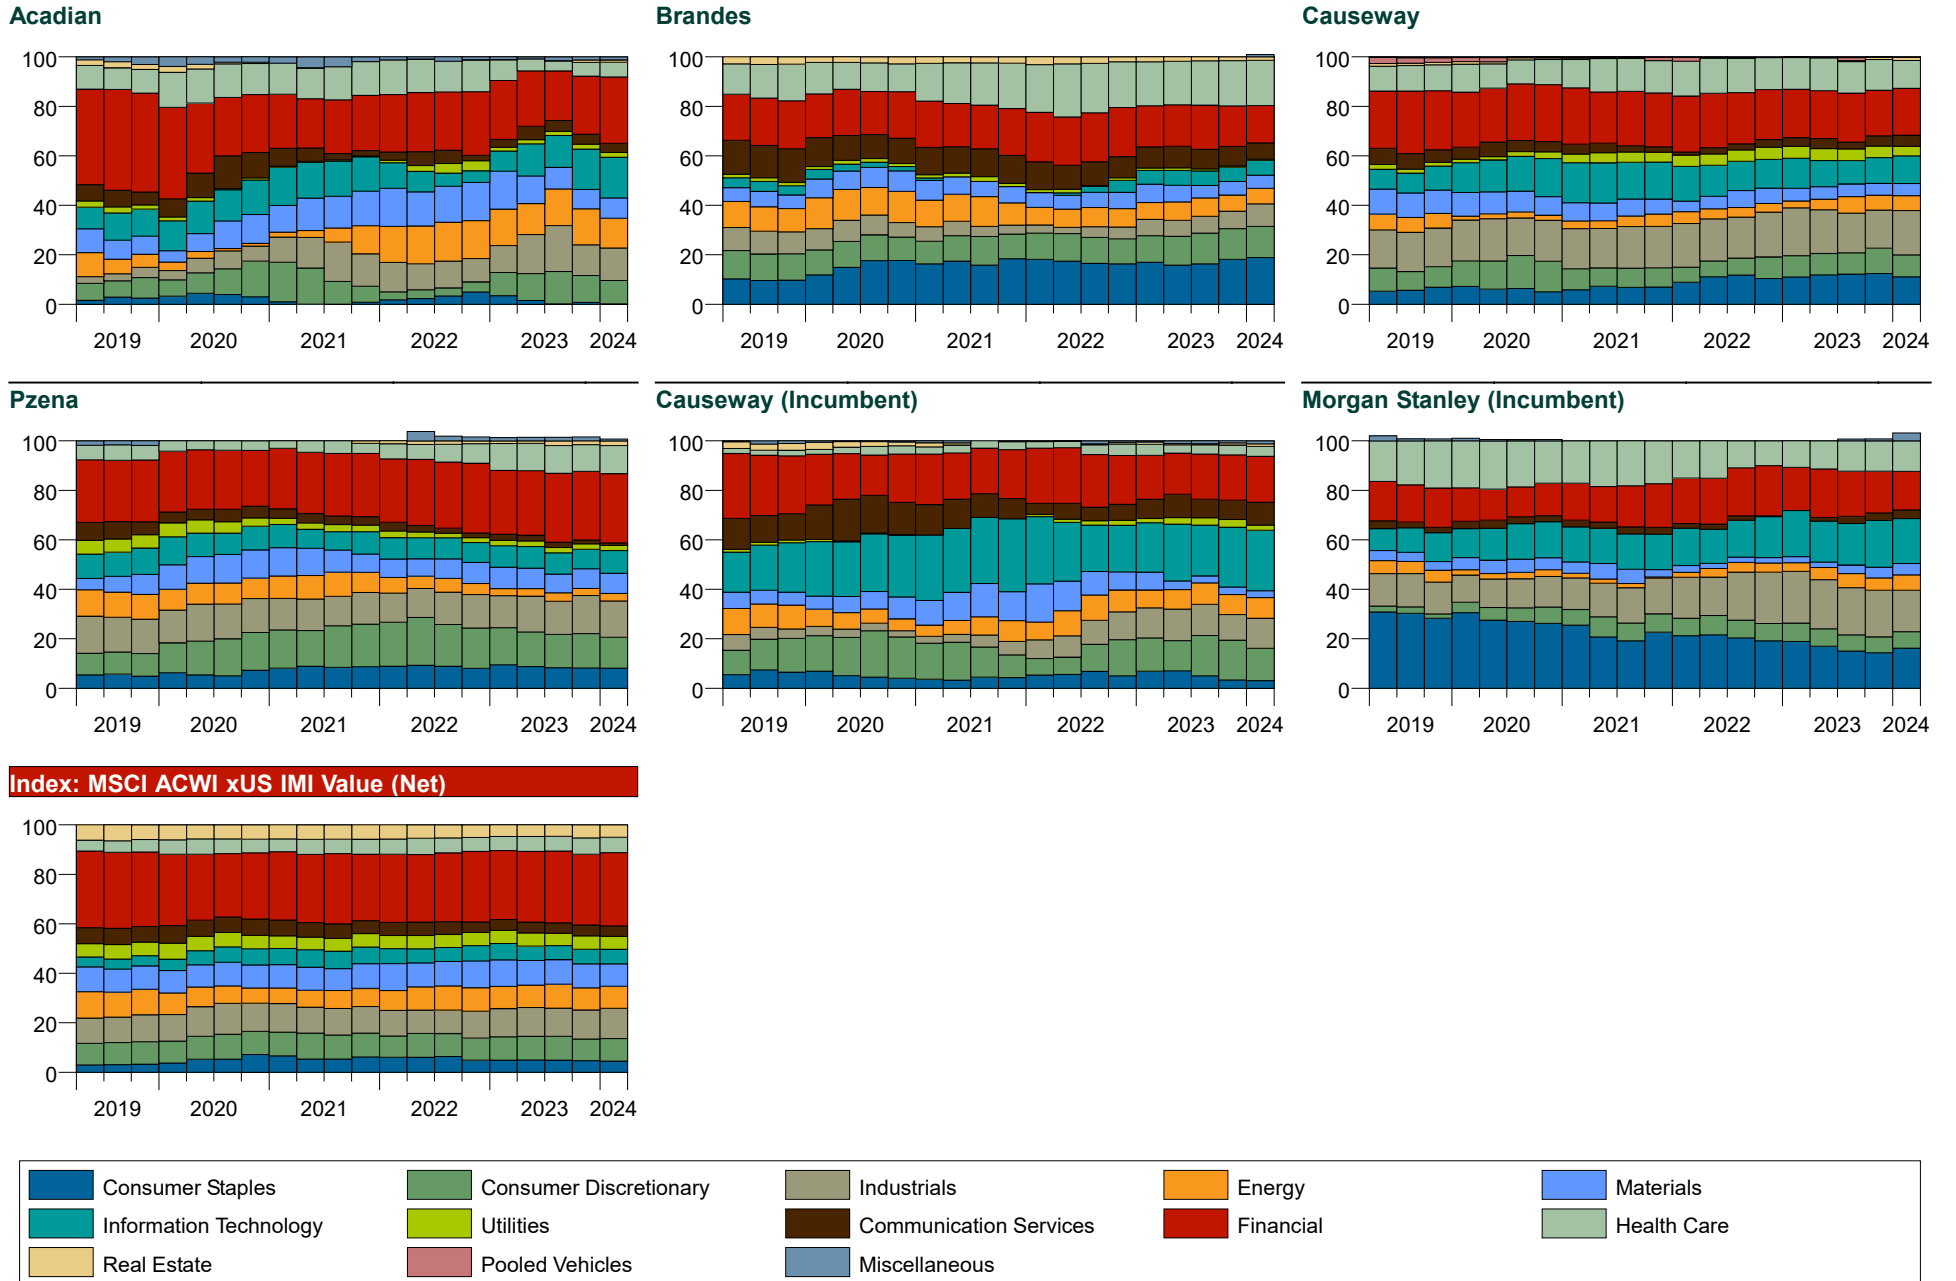 Acadian
Brandes
Causeway
100
80
60
40
20
0
2019 2020 2021 2022 2023 2024
100
80
60
40
20
0
2019 2020 2021 2022 2023 2024
100
80
60
40
20
0
2019 2020 2021 2022 2023 2024
Pzena
Causeway (Incumbent)
Morgan Stanley (Incumbent)
100
80
60
40
20
0
2019 2020 2021 2022 2023 2024
100
80
60
40
20
0
2019 2020 2021 2022 2023 2024
100
80
60
40
20
0
2019 2020 2021 2022 2023 2024
Index: MSCI ACWI xUS IMI Value (Net)
100
80
60
40
20
0
2019 2020 2021 2022 2023 2024
Consumer Staples Consumer Discretionary Industrials Energy Materials
Information Technology Utilities Communication Services Financial Health Care
Real Estate Pooled Vehicles Miscellaneous